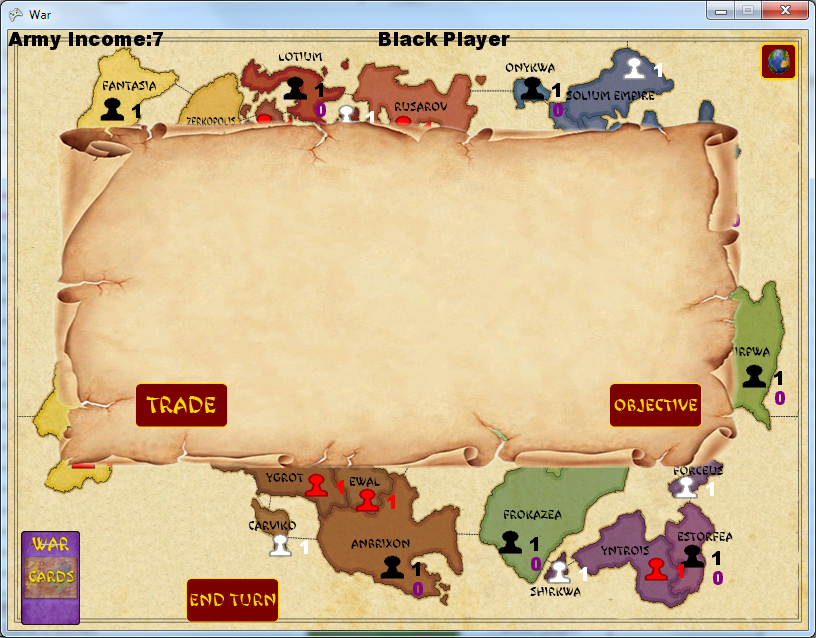 War
Army Income:7
Black Player
LOTIUM
ONYKWA
1
FANTASIA
1
1
SOLIUM EMPIRE
1
0
0
RUSAROV
1
ZERKOPOLIS
1
IRFWA
1
0
TRADE
OBJECTIVE
FORCEUS
1
YGROT
1
EWAL
1
FROKAZEA
CARVIKO
1
ESTORFEA
WAR
CARDS
ANBRIXON
1
0
1
0
YNTROIS
1
1
0
SHIRKWA
1
END TURN